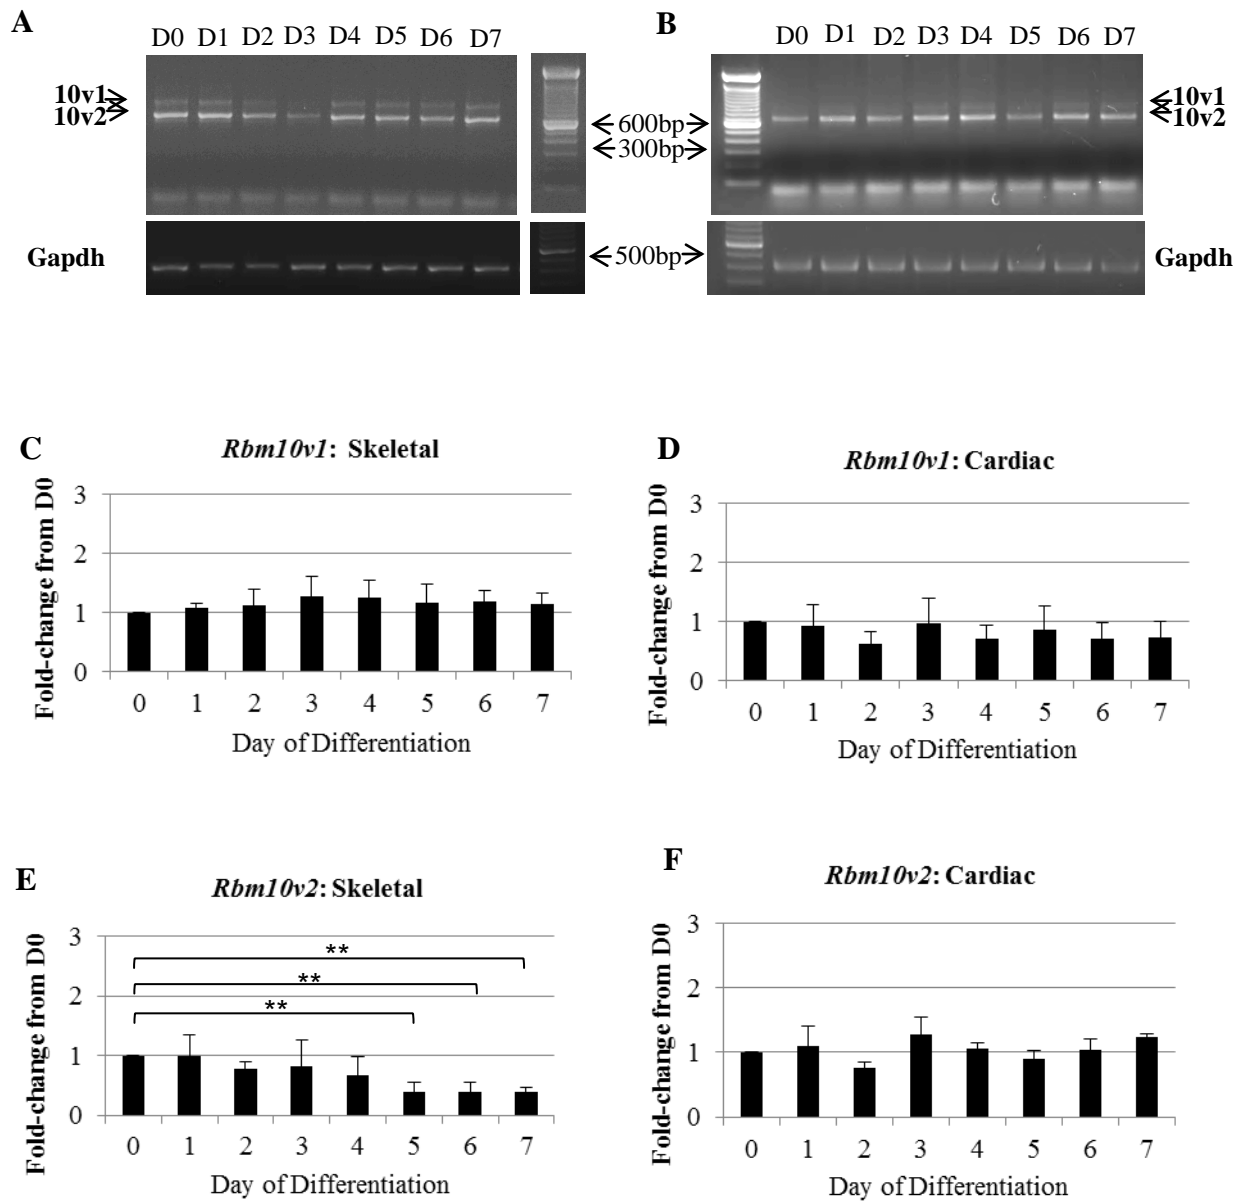 A
D0 D1 D2 D3 D4 D5 D6 D7
10v1
10v2
Gapdh
600bp
300bp
500bp
B
D0 D1 D2 D3 D4 D5 D6 D7
10v1
10v2
Gapdh
C
Rbm10v1: Skeletal
Fold-change from D0
3
2
1
0
0 1 2 3 4 5 6 7
Day of Differentiation
D
Rbm10v1: Cardiac
Fold-change from D0
3
2
1
0
0 1 2 3 4 5 6 7
Day of Differentiation
E
Rbm10v2: Skeletal
Fold-change from D0
3
2
1
0
**
**
**
0 1 2 3 4 5 6 7
Day of Differentiation
F
Rbm10v2: Cardiac
Fold-change from D0
3
2
1
0
0 1 2 3 4 5 6 7
Day of Differentiation